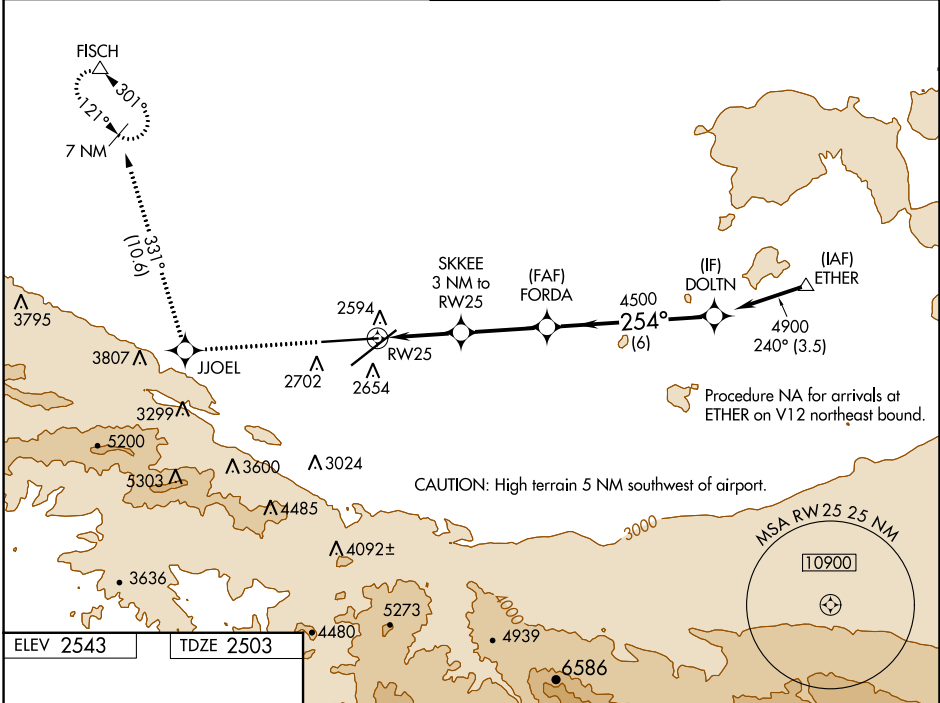 FISCH
301°
121°
7 NM
331°
(10.6)
SKKEE
3 NM to
RW25
(FAF)
FORDA
4500
254°
(6)
(IF)
DOLTN
(IAF)
ETHER
4900
240° (3.5)
3795
3807
JJOEL
2594
RW25
2702
2654
Procedure NA for arrivals at
ETHER on V12 northeast bound.
3299
5200
5303
3600
3024
4485
CAUTION: High terrain 5 NM southwest of airport.
3000
4092±
MSA RW25 25 NM
10900
3636
4000
5273
4480
4939
6586
ELEV 2543
TDZE 2503